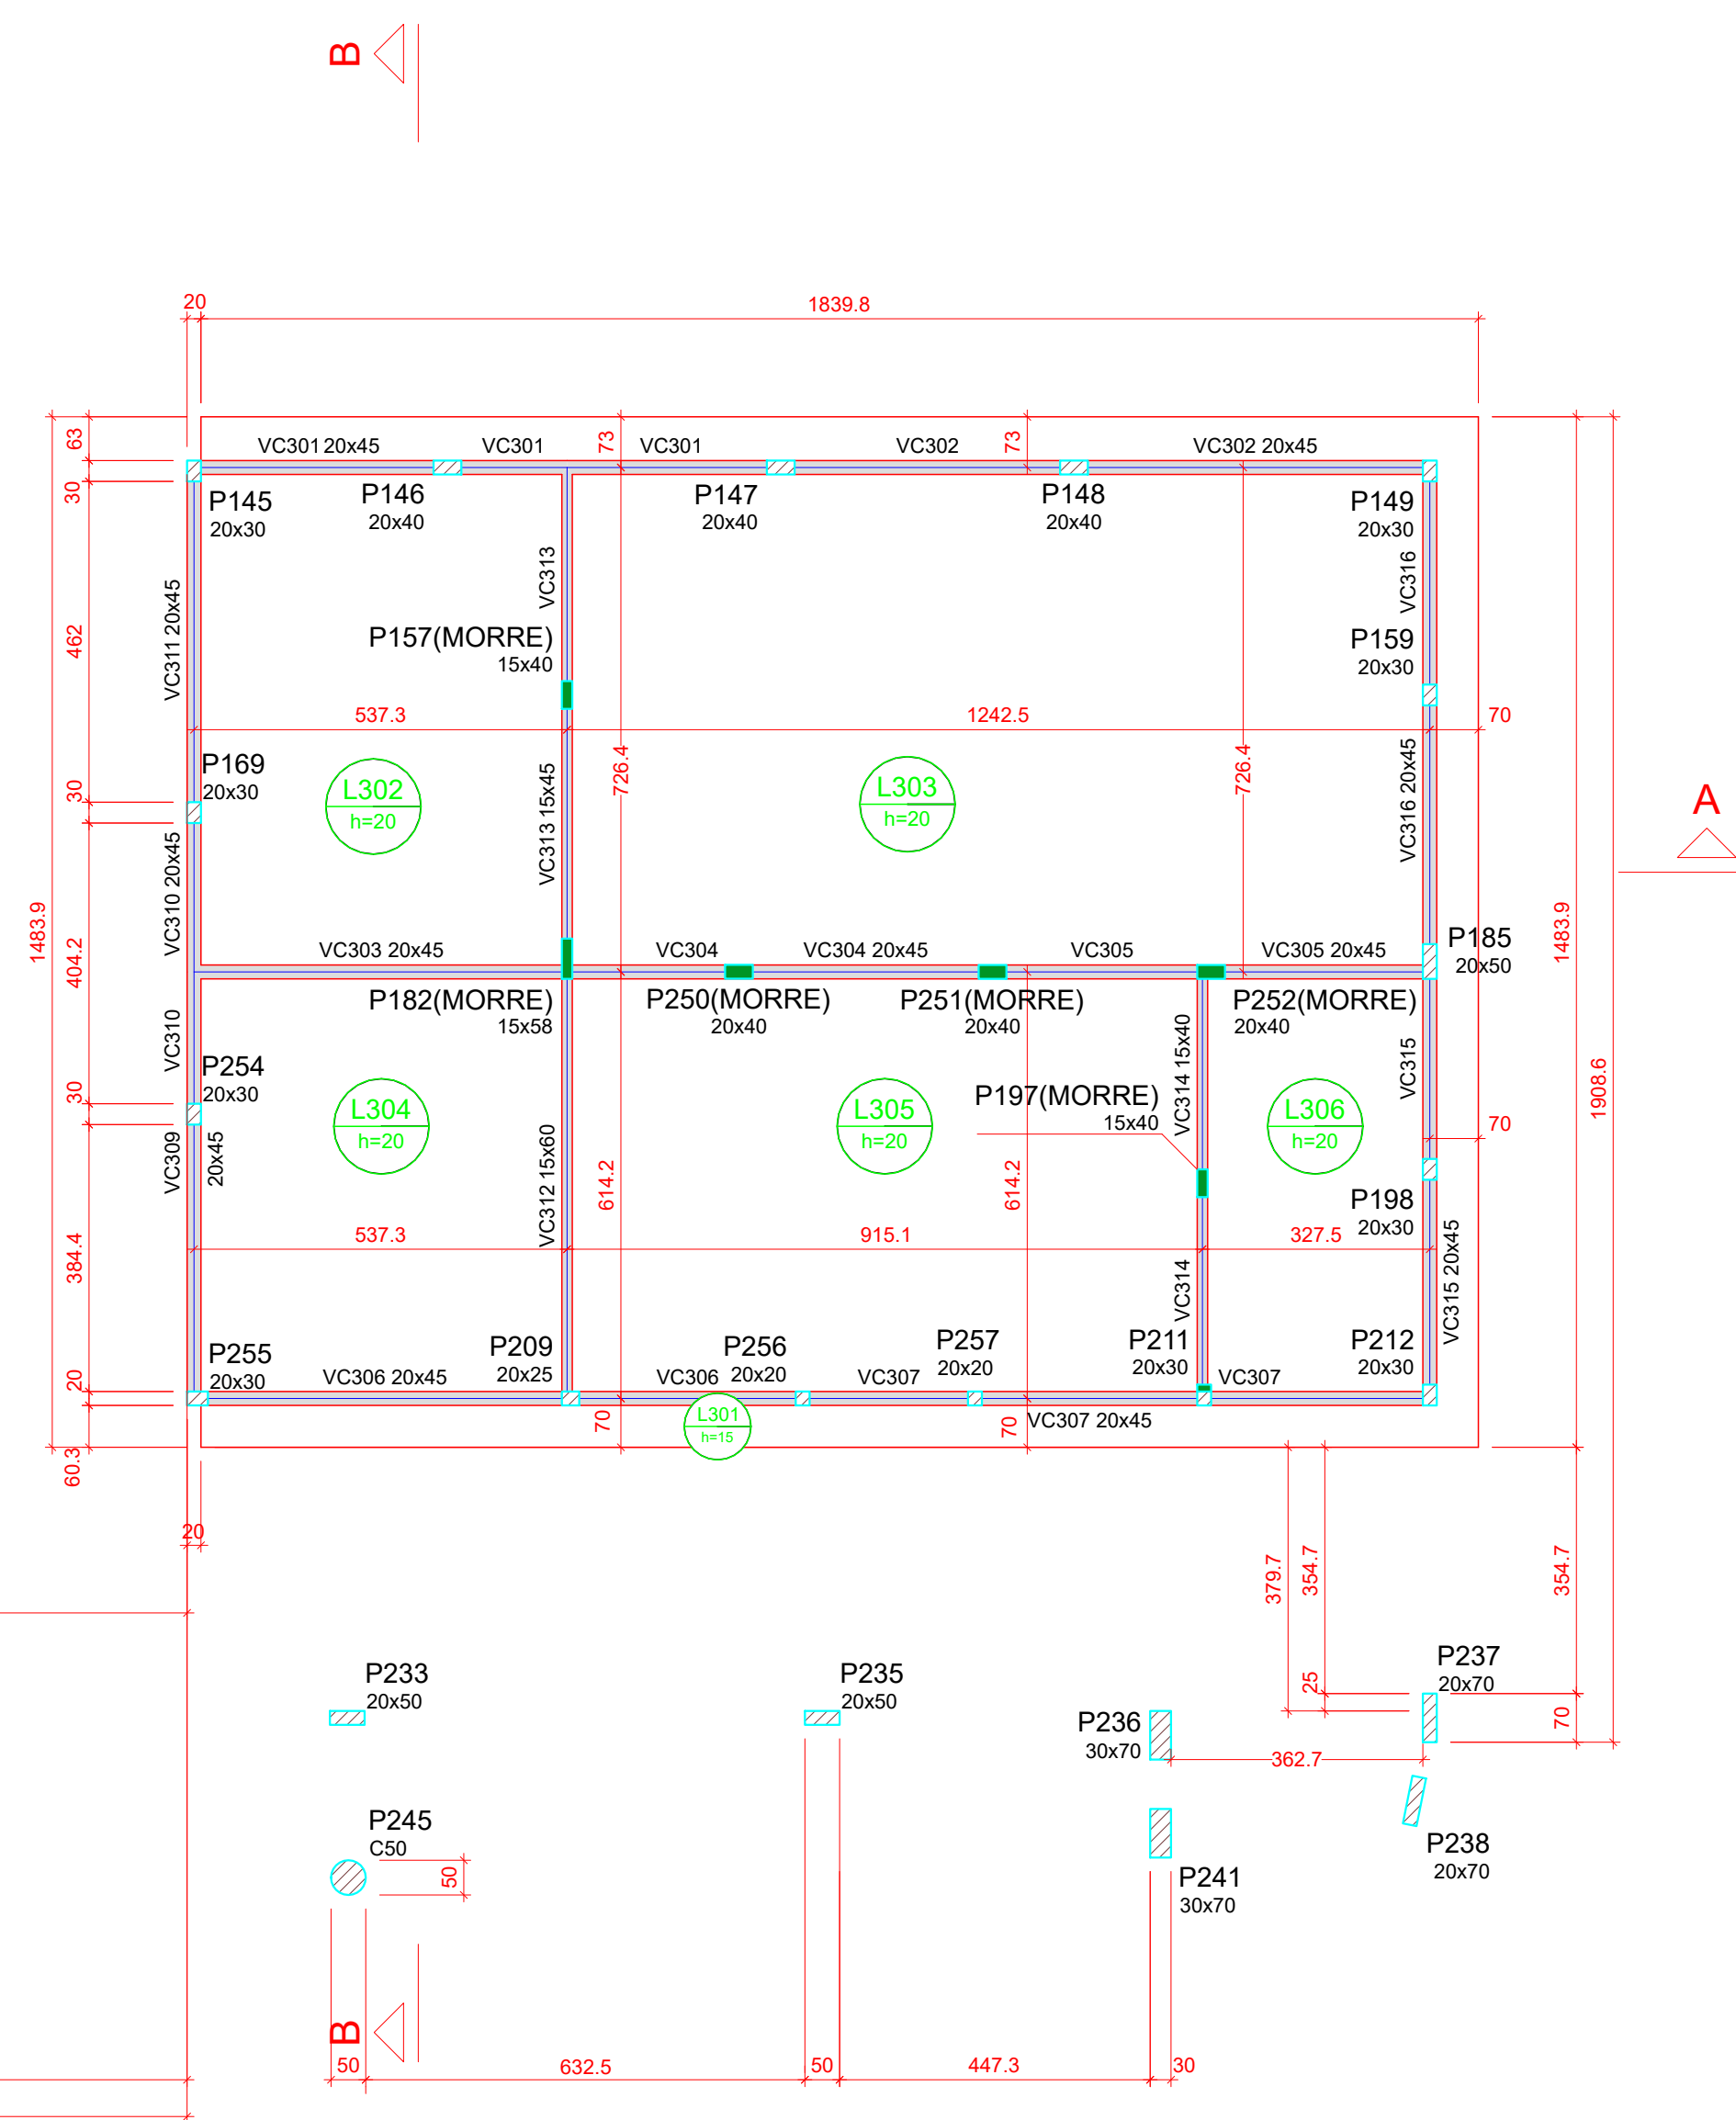 B
20
1839.8
63
73
73
VC301 20x45
VC301
VC301
VC302
VC302 20x45
30
P145
20x30
P146
20x40
P147
20x40
P148
20x40
P149
20x30
VC313
VC316
VC311 20x45
462
P157(MORRE)
15x40
P159
20x30
537.3
1242.5
70
726.4
726.4
P169
20x30
30
L302
h=20
L303
h=20
VC313 15x45
VC316 20x45
A
VC310 20x45
1483.9
404.2
1483.9
VC303 20x45
VC304
VC304 20x45
VC305
VC305 20x45
P185
20x50
P182(MORRE)
15x58
P250(MORRE)
20x40
P251(MORRE)
20x40
P252(MORRE)
20x40
VC310
VC314 15x40
VC315
P254
20x30
30
L304
h=20
L305
h=20
P197(MORRE)
15x40
L306
h=20
1908.6
70
VC309
20x45
VC312 15x60
614.2
614.2
P198
20x30
537.3
915.1
327.5
384.4
VC314
VC315 20x45
P255
20x30
VC306 20x45
P209
20x25
VC306
P256
20x20
VC307
P257
20x20
P211
20x30
VC307
P212
20x30
20
L301
h=15
70
70
VC307 20x45
60.3
20
379.7
354.7
354.7
25
70
P233
20x50
P235
20x50
P236
30x70
P237
20x70
362.7
P245
C50
50
P238
20x70
P241
30x70
B
50
632.5
50
447.3
30